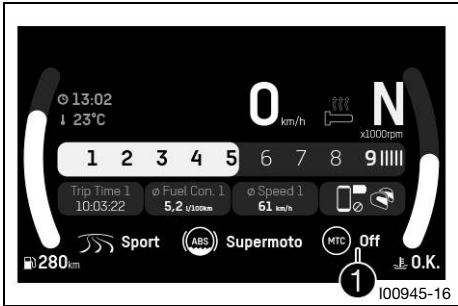 13:02
23°C
0 km/h
N
x1000rpm
1 2 3 4 5 6 7 8 9
Trip Time 1
10:03:22
ø Fuel Con. 1
5,2 l/100km
ø Speed 1
61 km/h
Sport
ABS Supermoto
MTC Off
280km
O.K.
1
I00945-16